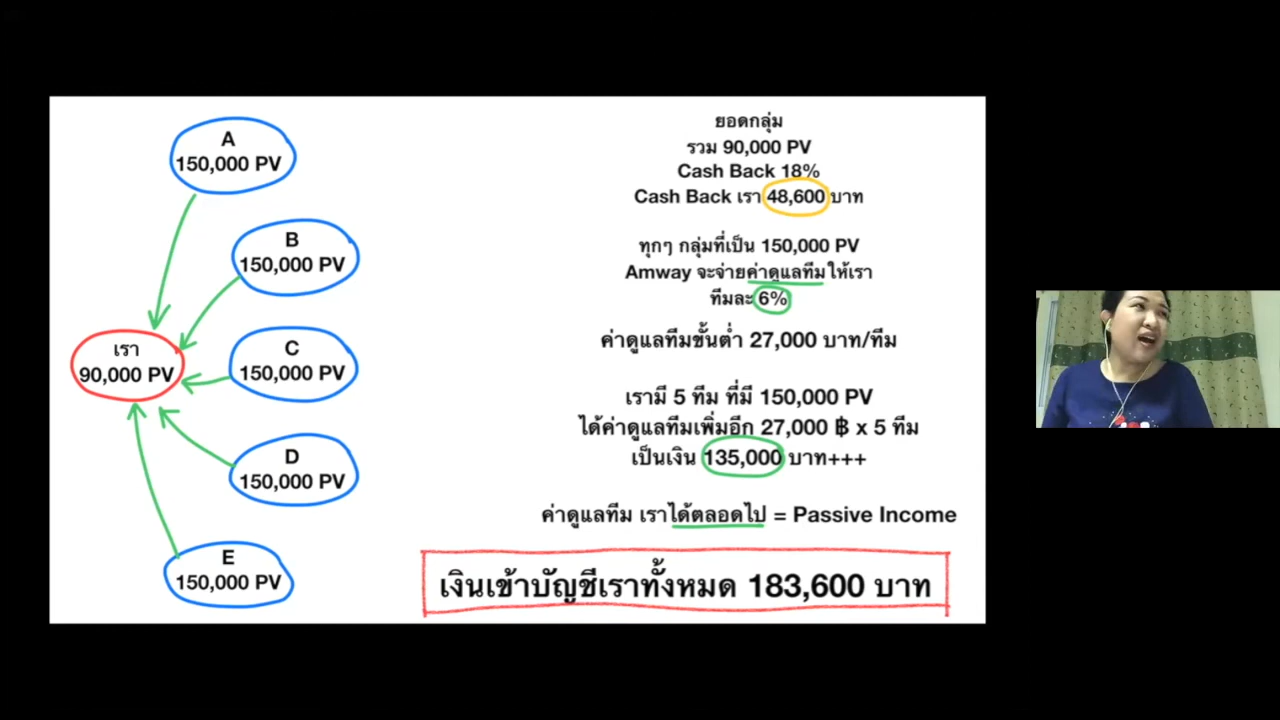 A
150,000 PV
B
150,000 PV
C
150,000 PV
เรา
90,000 PV
D
150,000 PV
E
150,000 PV
ยอดกลุ่ม
รวม 90,000 PV
Cash Back 18%
Cash Back เรา 48,600 บาท
ทุกๆ กลุ่มที่เป็น 150,000 PV
Amway จะจ่ายค่าดูแลทีมให้เรา
ทีมละ 6%
ค่าดูแลทีมขั้นต่ำ 27,000 บาท/ทีม
เรามี 5 ทีม ที่มี 150,000 PV
ได้ค่าดูแลทีมเพิ่มอีก 27,000 ฿ x 5 ทีม
เป็นเงิน 135,000 บาท+++
ค่าดูแลทีม เราได้ตลอดไป = Passive Income
เงินเข้าบัญชีเราทั้งหมด 183,600 บาท